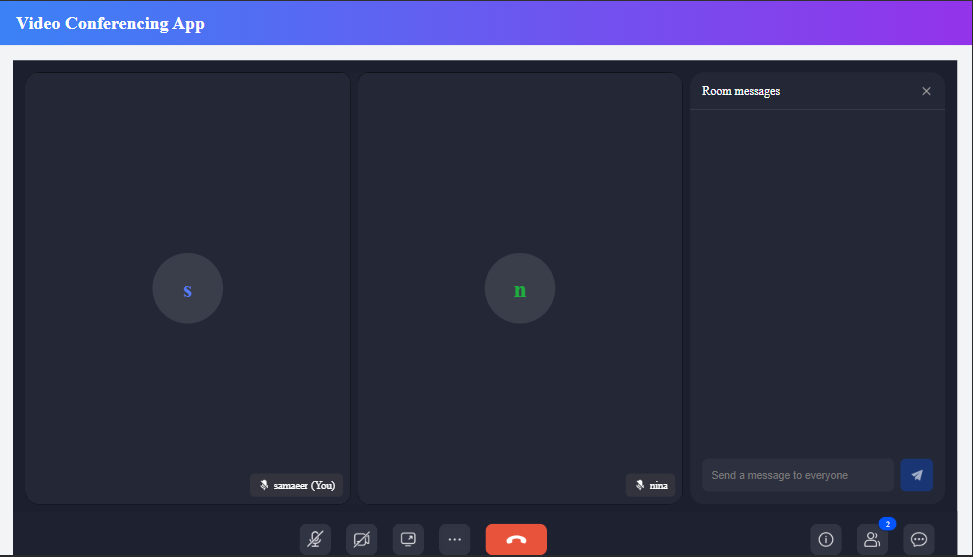 Video Conferencing App
Room messages
s
n
samaeer (You)
nina
Send a message to everyone
2